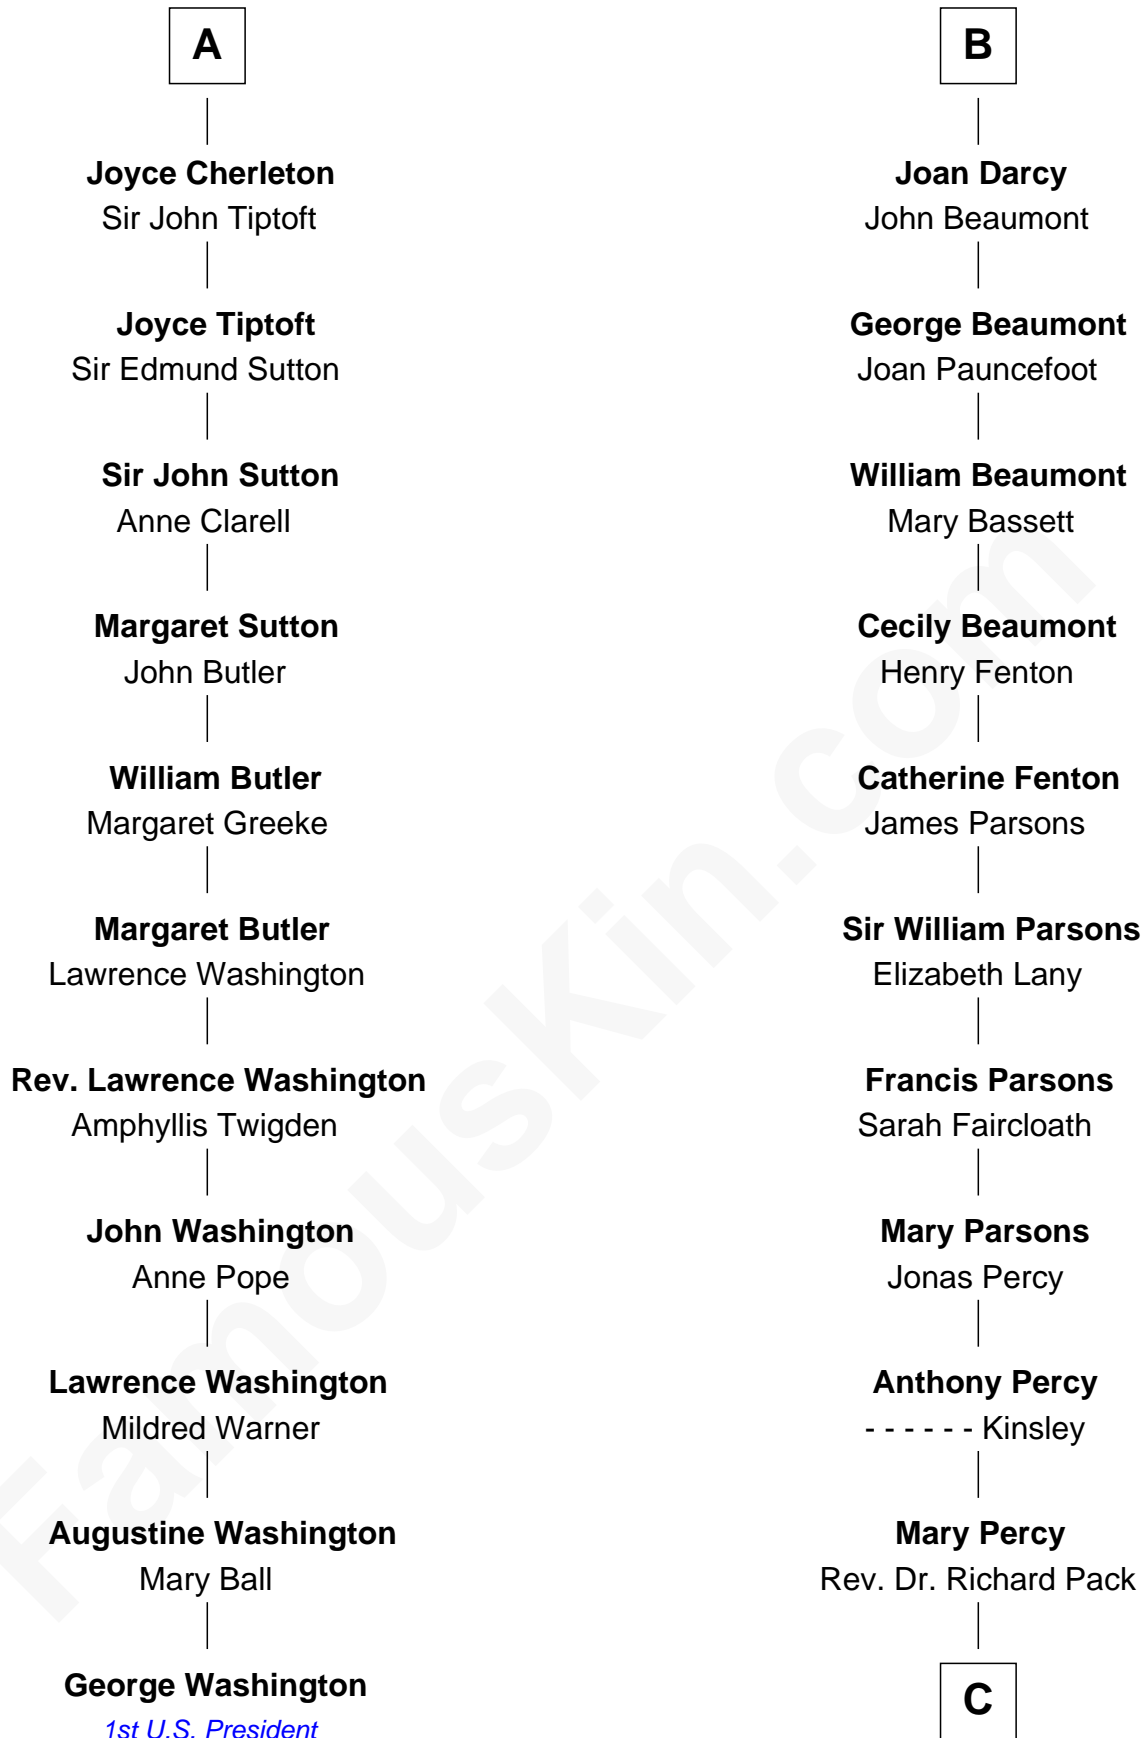 A
Joyce Cherleton
Sir John Tiptoft
Joyce Tiptoft
Sir Edmund Sutton
Sir John Sutton
Anne Clarell
Margaret Sutton
John Butler
William Butler
Margaret Greeke
Margaret Butler
Lawrence Washington
Rev. Lawrence Washington
Amphyllis Twigden
John Washington
Anne Pope
Lawrence Washington
Mildred Warner
Augustine Washington
Mary Ball
George Washington
1st U.S. President
B
Joan Darcy
John Beaumont
George Beaumont
Joan Pauncefoot
William Beaumont
Mary Bassett
Cecily Beaumont
Henry Fenton
Catherine Fenton
James Parsons
Sir William Parsons
Elizabeth Lany
Francis Parsons
Sarah Faircloath
Mary Parsons
Jonas Percy
Anthony Percy
- - - - - - Kinsley
Mary Percy
Rev. Dr. Richard Pack
C
FamousKin.com